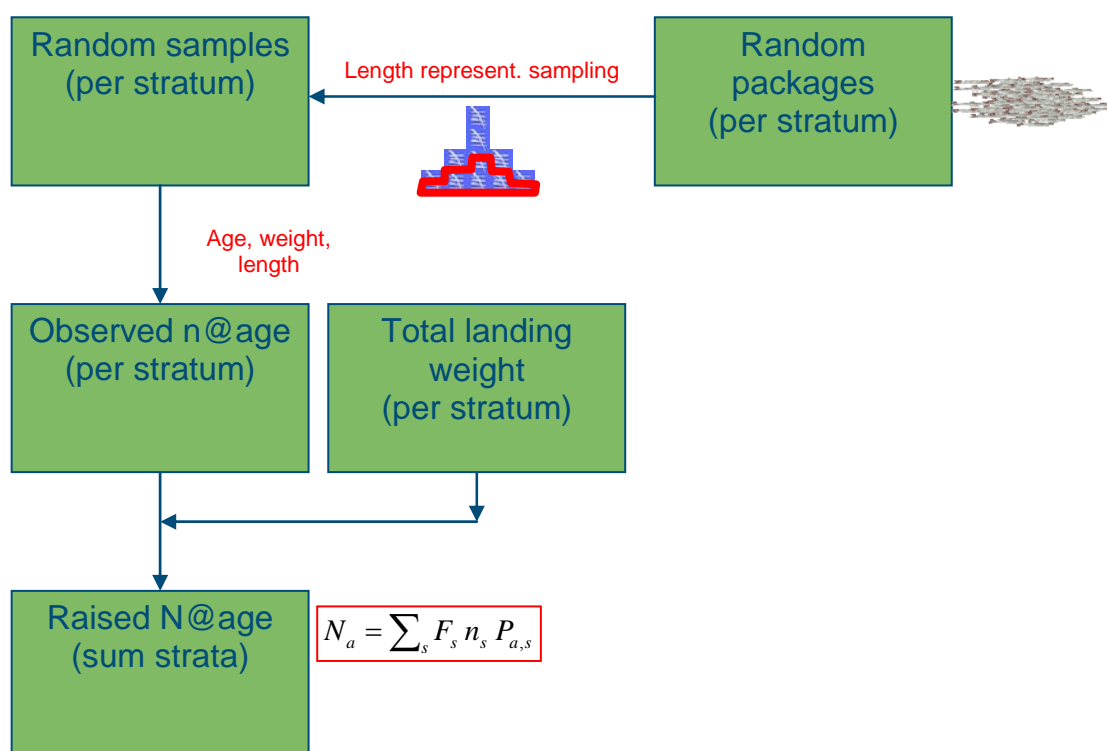 Random samples
(per stratum)
Length represent. sampling
Random
packages
(per stratum)
Age, weight,
length
Observed n@age
(per stratum)
Total landing
weight
(per stratum)
Raised N@age
(sum strata)
N_a = ∑_s F_s n_s P_{a,s}